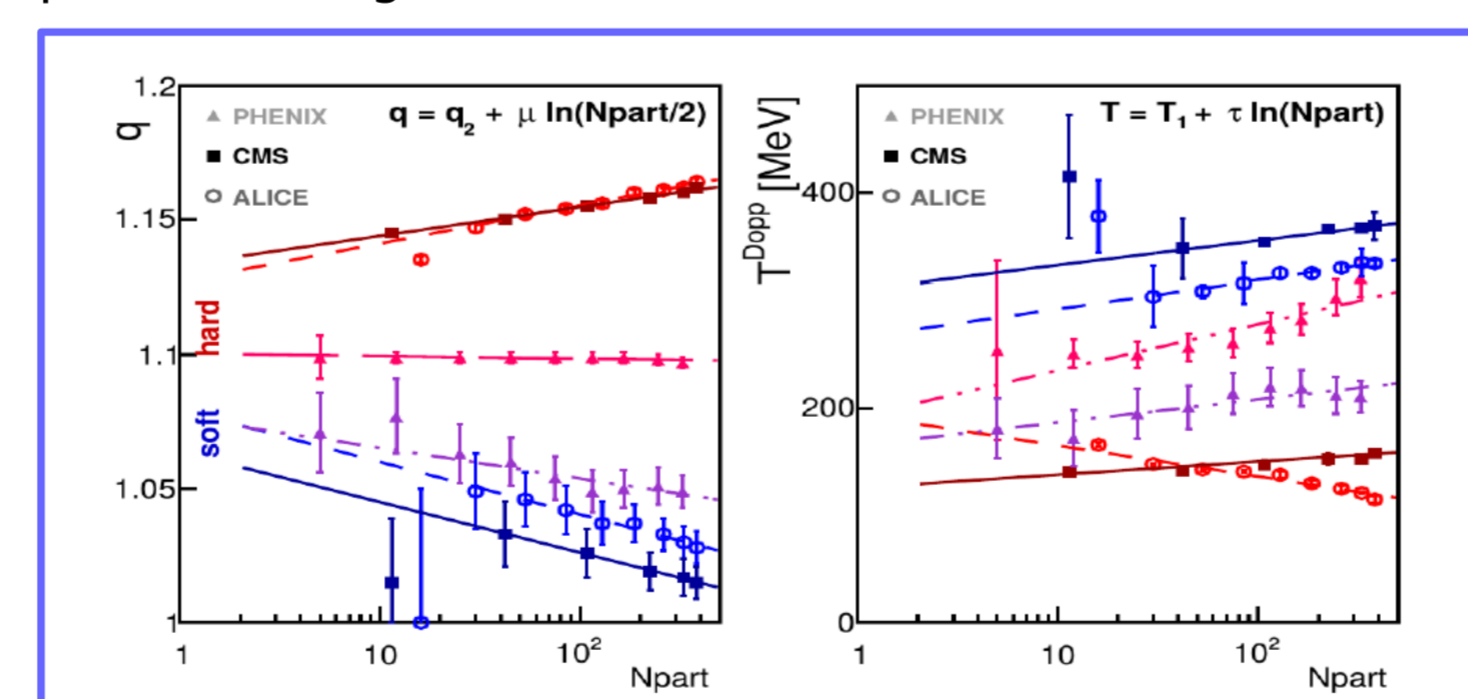 1.2
PHENIX
q = q2 + μ ln(Npart/2)
q
CMS
ALICE
1.15
hard
1.1
soft
1.05
1
1
10
10²
Npart
PHENIX
T = T1 + τ ln(Npart)
TDopp [MeV]
CMS
400
ALICE
200
0
1
10
10²
Npart